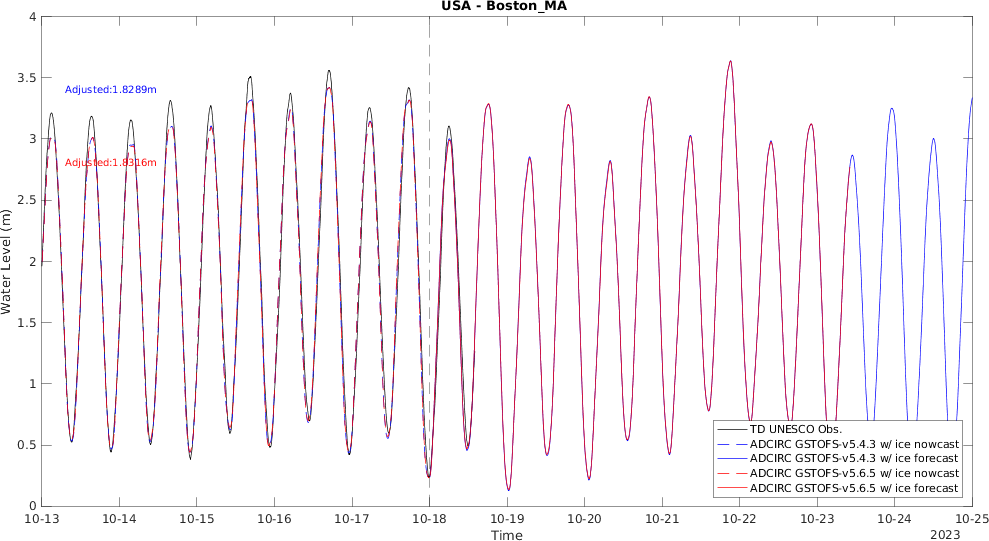 USA - Boston_MA
4
3.5
3
2.5
2
1.5
1
0.5
0
Water Level (m)
Adjusted:1.8289m
Adjusted:1.8316m
TD UNESCO Obs.
ADCIRC GSTOFS-v5.4.3 w/ ice nowcast
ADCIRC GSTOFS-v5.4.3 w/ ice forecast
ADCIRC GSTOFS-v5.6.5 w/ ice nowcast
ADCIRC GSTOFS-v5.6.5 w/ ice forecast
10-13 10-14 10-15 10-16 10-17 10-18 10-19 10-20 10-21 10-22 10-23 10-24 10-25
Time
2023